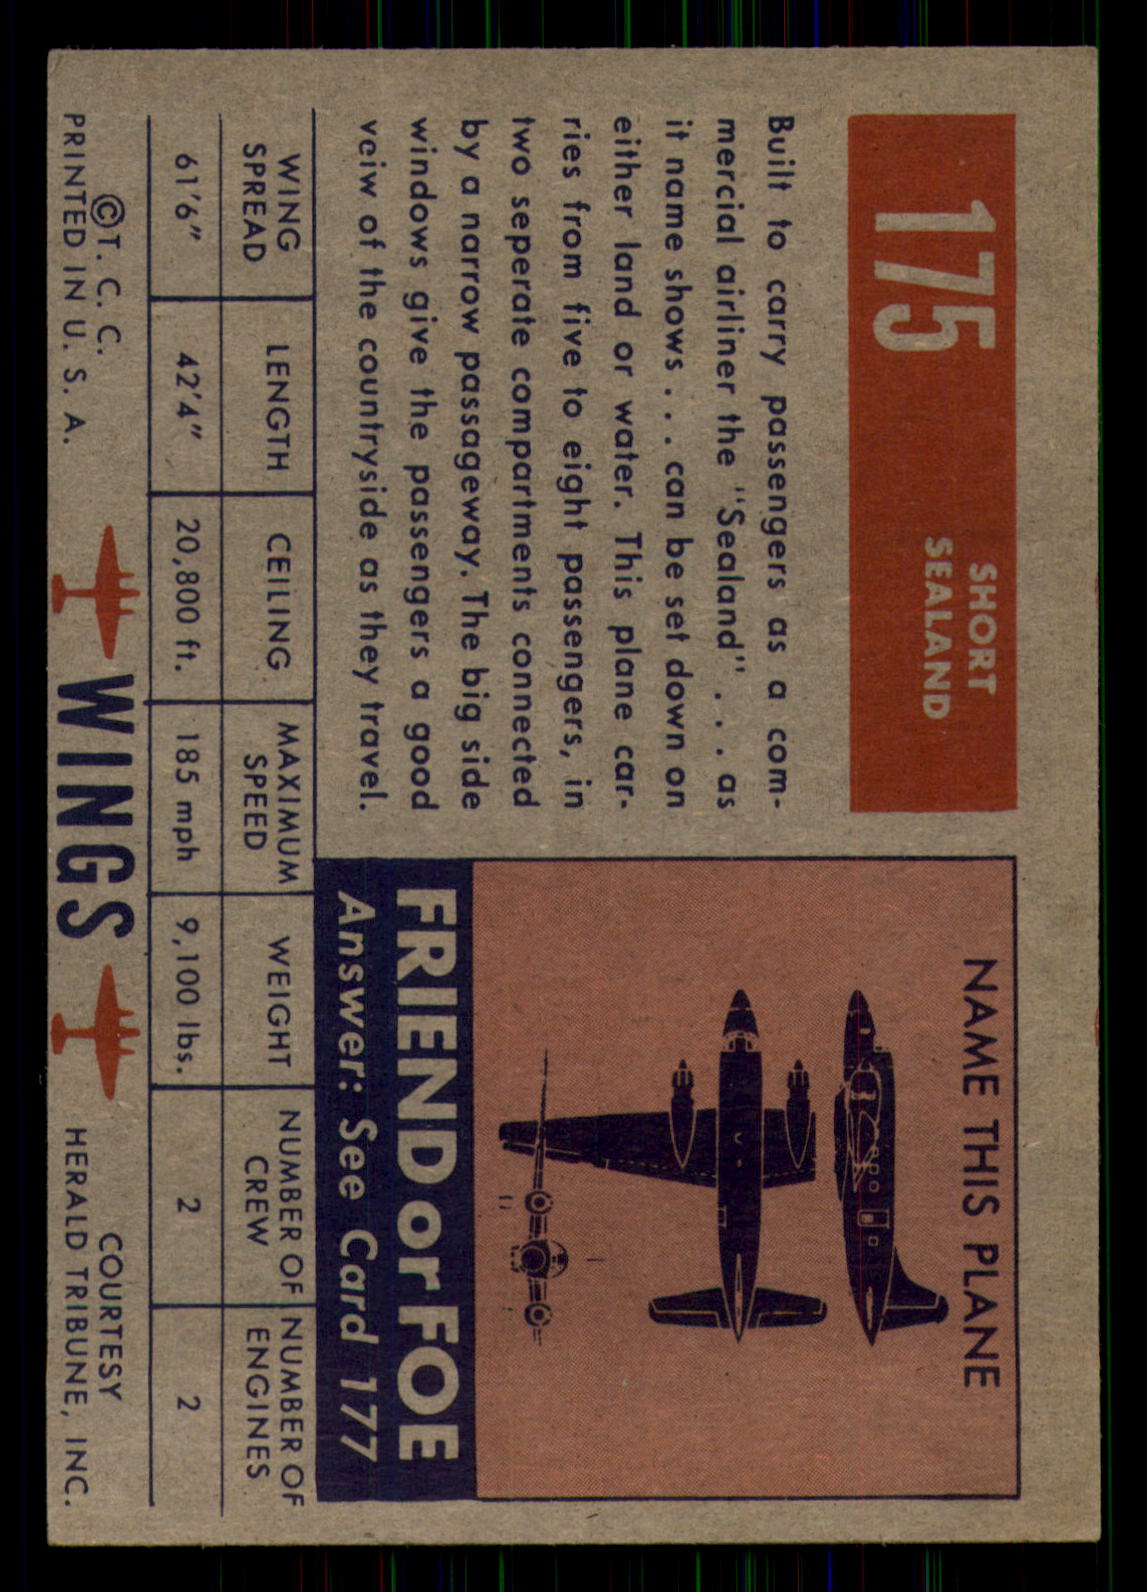 175
SHORT
SEALAND
Built to carry passengers as a com-
mercial airliner the "Sealand" . . . as
it name shows . . . can be set down on
either land or water. This plane car-
ries from five to eight passengers, in
two seperate compartments connected
by a narrow passageway. The big side
windows give the passengers a good
veiw of the countryside as they travel.
NAME THIS PLANE
FRIEND or FOE
Answer: See Card 177
WING SPREAD LENGTH CEILING MAXIMUM SPEED WEIGHT NUMBER OF CREW NUMBER OF ENGINES
61'6" 42'4" 20,800 ft. 185 mph 9,100 lbs. 2 2
©T. C. C.
PRINTED IN U. S. A.
WINGS
COURTESY
HERALD TRIBUNE, INC.